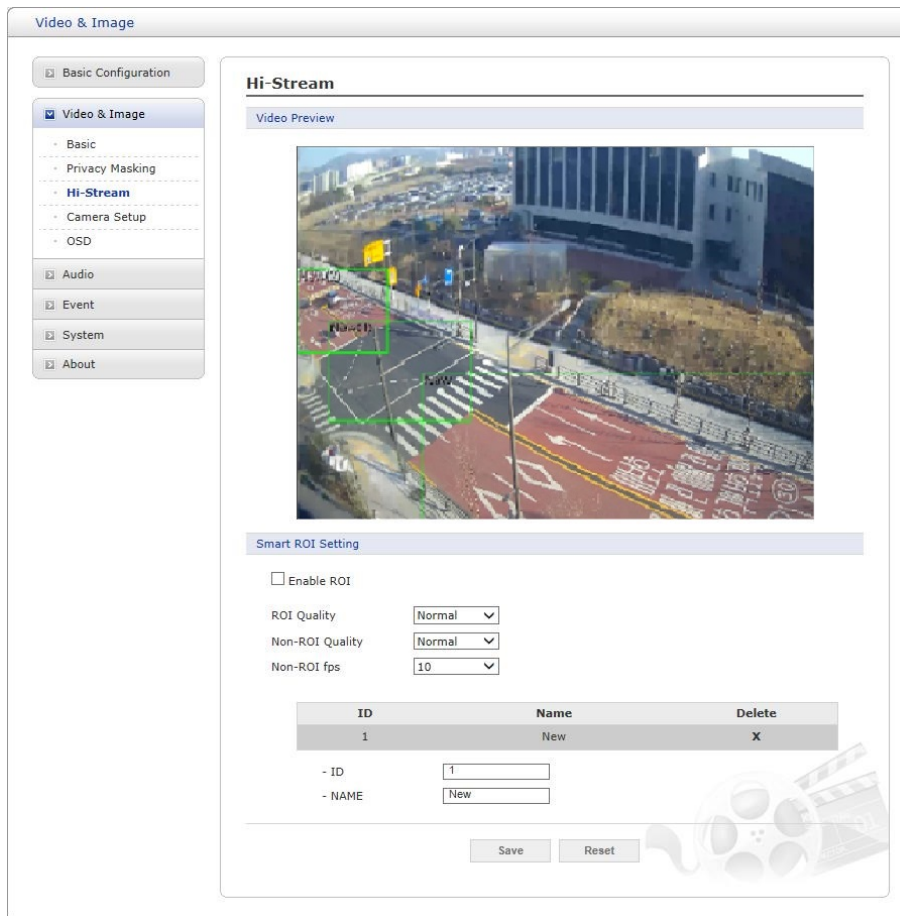 Video & Image
Basic Configuration
Video & Image
Basic
Privacy Masking
Hi-Stream
Camera Setup
OSD
Audio
Event
System
About
Hi-Stream
Video Preview
New
Smart ROI Setting
Enable ROI
ROI Quality Normal
Non-ROI Quality Normal
Non-ROI fps 10
ID Name Delete
1 New X
- ID 1
- NAME New
Save Reset